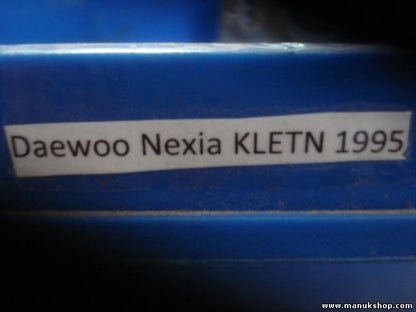 Daewoo Nexia KLETN 1995
www.manukshop.com